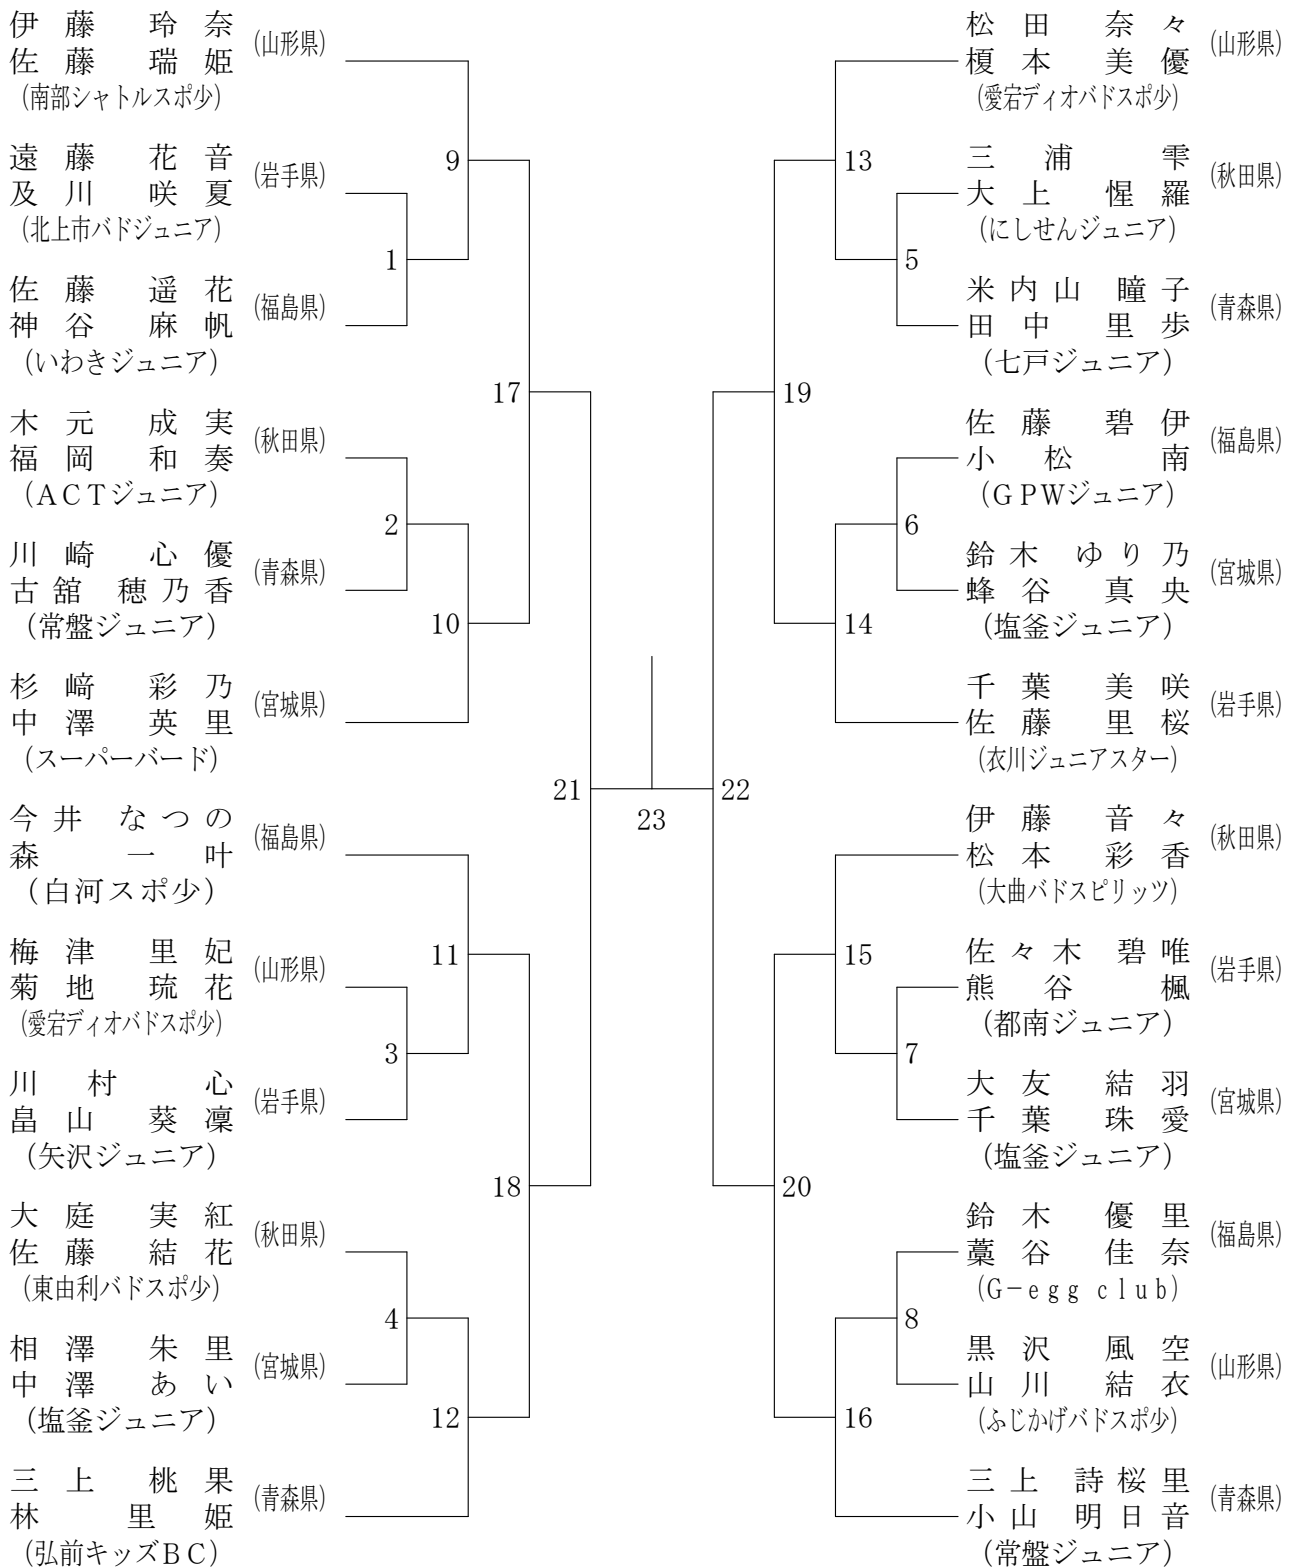 伊藤 玲奈
佐藤 瑞姫
(山形県)
(南部シャトルスポ少)
遠藤 花音
及川 咲夏
(岩手県)
(北上市バドジュニア)
佐藤 遥花
神谷 麻帆
(福島県)
(いわきジュニア)
木元 成実
福岡 和奏
(秋田県)
(ACTジュニア)
川崎 心優
古舘 穂乃香
(青森県)
(常盤ジュニア)
杉﨑 彩乃
中澤 英里
(宮城県)
(スーパーバード)
今井 なつの
森 一叶
(福島県)
(白河スポ少)
梅津 里妃
菊地 琉花
(山形県)
(愛宕ディオバドスポ少)
川村 心
畠山 葵凜
(岩手県)
(矢沢ジュニア)
大庭 実紅
佐藤 結花
(秋田県)
(東由利バドスポ少)
相澤 朱里
中澤 あい
(宮城県)
(塩釜ジュニア)
三上 桃果
林 里姫
(青森県)
(弘前キッズBC)
1
2
3
4
9
10
11
12
17
18
21
23
22
19
20
13
14
15
16
5
6
7
8
松田 奈々
榎本 美優
(山形県)
(愛宕ディオバドスポ少)
三浦 雫
大上 惺羅
(秋田県)
(にしせんジュニア)
米内山 瞳子
田中 里歩
(青森県)
(七戸ジュニア)
佐藤 碧伊
小松 南
(福島県)
(GPWジュニア)
鈴木 ゆり乃
蜂谷 真央
(宮城県)
(塩釜ジュニア)
千葉 美咲
佐藤 里桜
(岩手県)
(衣川ジュニアスター)
伊藤 音々
松本 彩香
(秋田県)
(大曲バドスピリッツ)
佐々木 碧唯
熊谷 楓
(岩手県)
(都南ジュニア)
大友 結羽
千葉 珠愛
(宮城県)
(塩釜ジュニア)
鈴木 優里
藁谷 佳奈
(福島県)
(G−egg club)
黒沢 風空
山川 結衣
(山形県)
(ふじかげバドスポ少)
三上 詩桜里
小山 明日音
(青森県)
(常盤ジュニア)